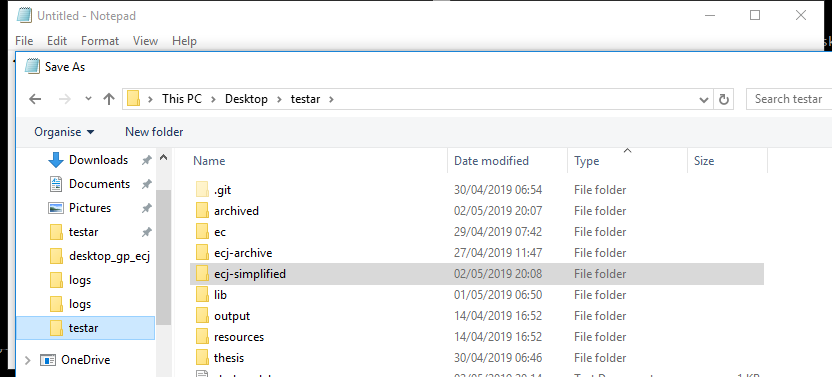 Untitled - Notepad
File Edit Format View Help
Save As
This PC > Desktop > testar >
Search testar
Organise New folder
Name Date modified Type Size
Downloads
Documents
Pictures
testar
desktop_gp_ecj
logs
logs
testar
OneDrive
.git 30/04/2019 06:54 File folder
archived 02/05/2019 20:07 File folder
ec 29/04/2019 07:42 File folder
ecj-archive 27/04/2019 11:47 File folder
ecj-simplified 02/05/2019 20:08 File folder
lib 01/05/2019 06:50 File folder
output 14/04/2019 16:52 File folder
resources 14/04/2019 16:52 File folder
thesis 30/04/2019 06:46 File folder